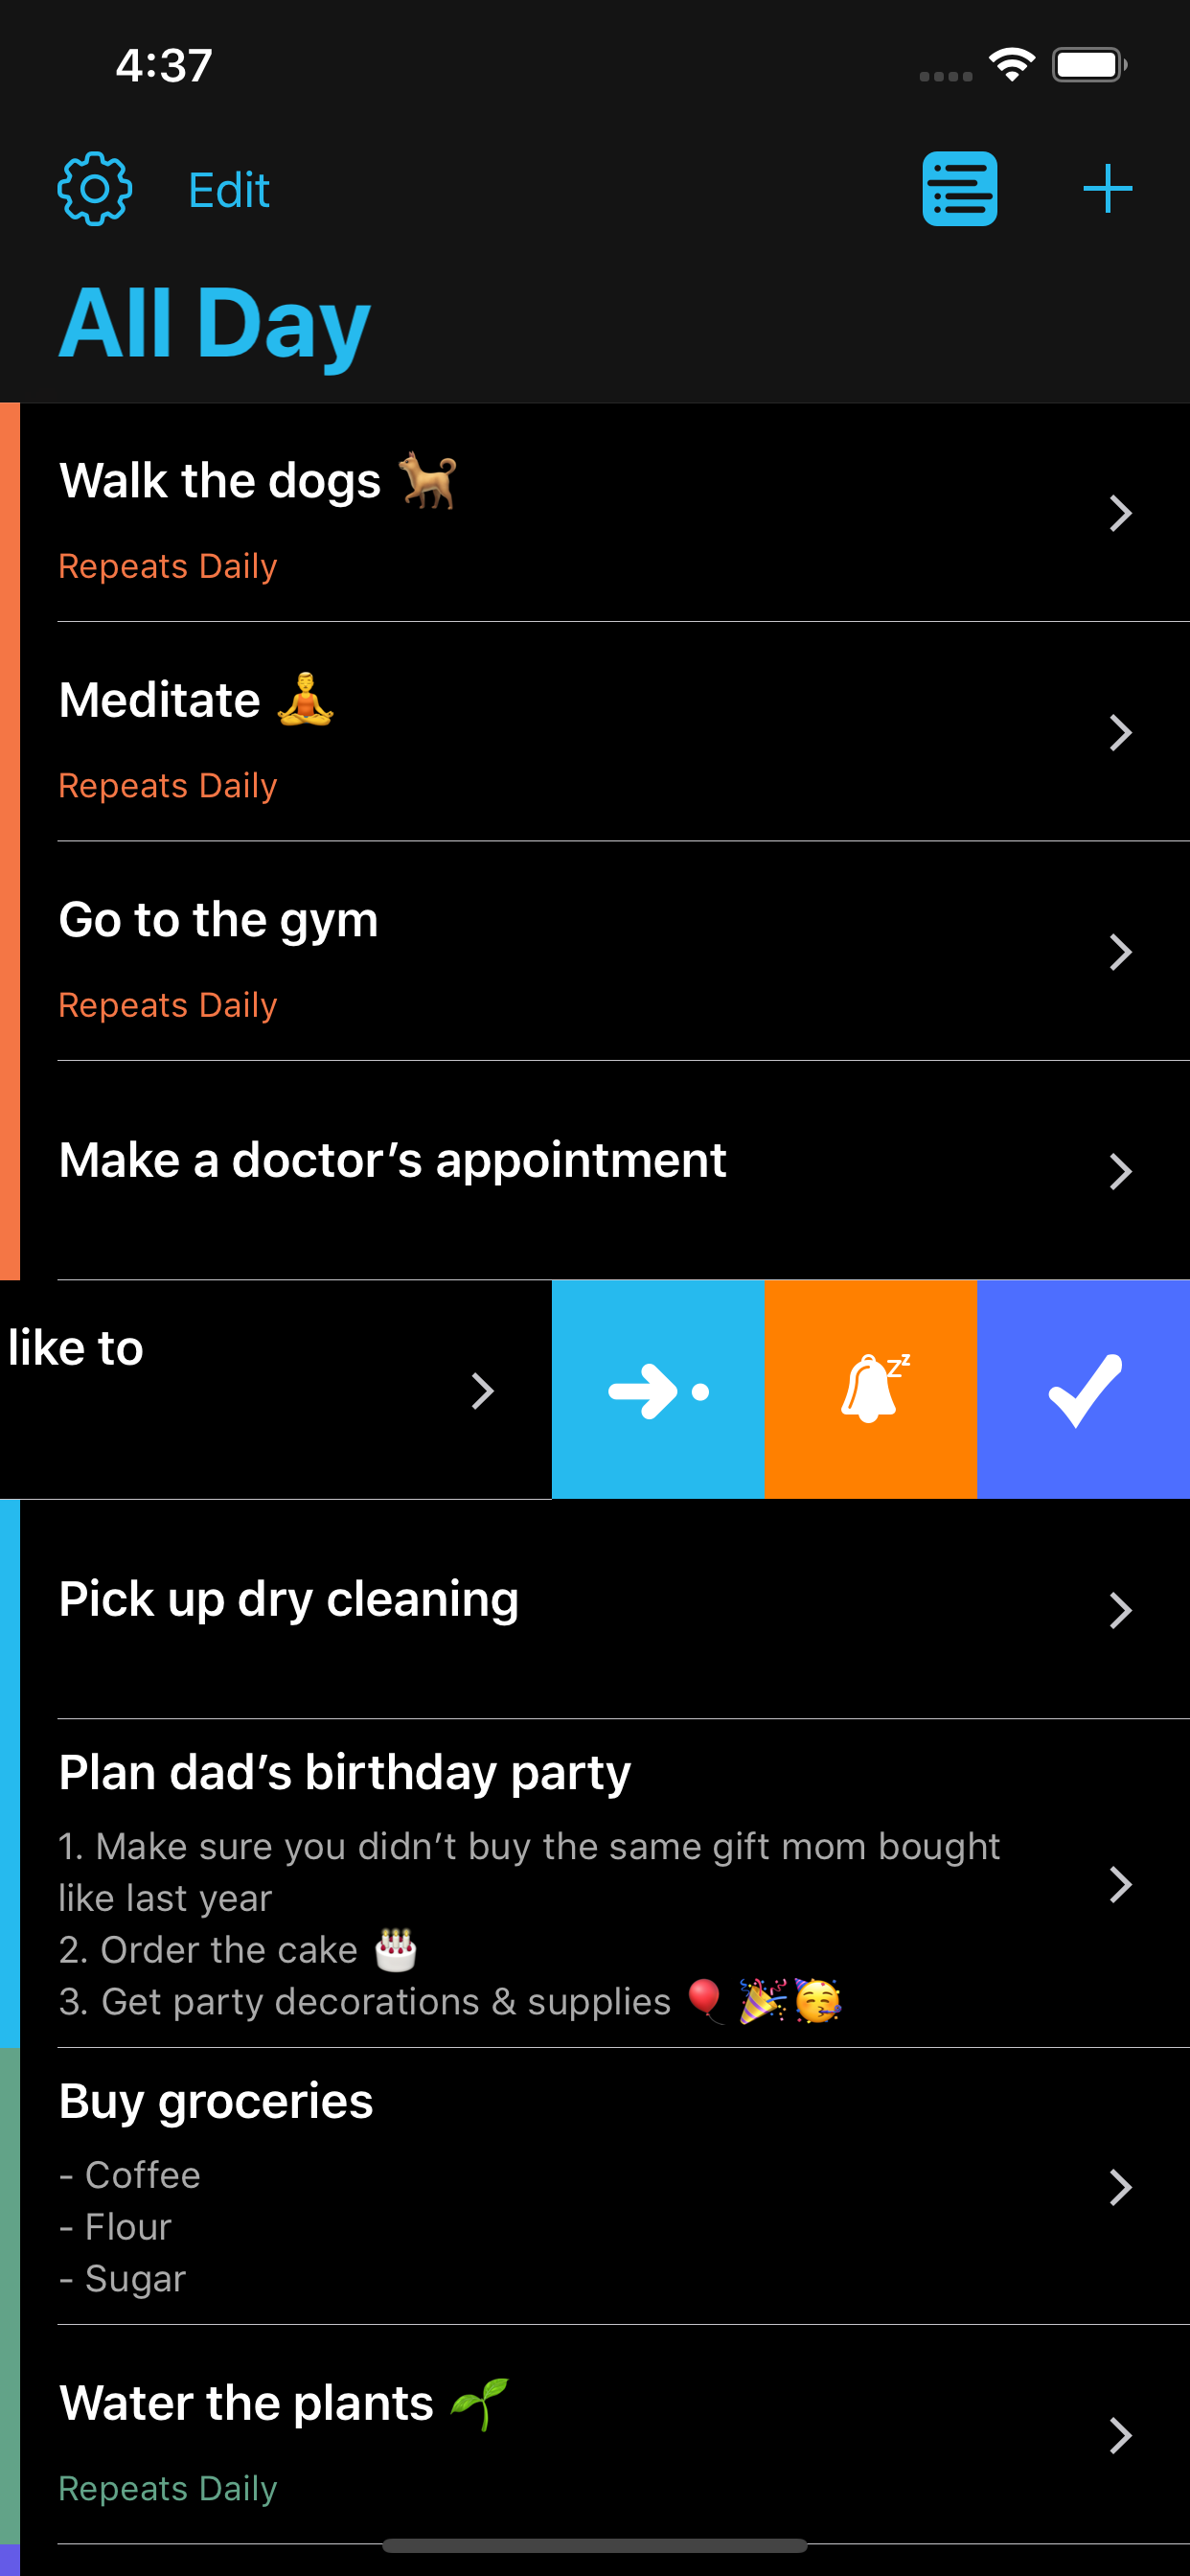 4:37
Edit
All Day
Walk the dogs 🐕
Repeats Daily
Meditate 🧘
Repeats Daily
Go to the gym
Repeats Daily
Make a doctor’s appointment
like to
zz
Pick up dry cleaning
Plan dad’s birthday party
1. Make sure you didn’t buy the same gift mom bought
like last year
2. Order the cake 🎂
3. Get party decorations & supplies 🎈🎉🥳
Buy groceries
- Coffee
- Flour
- Sugar
Water the plants 🌱
Repeats Daily